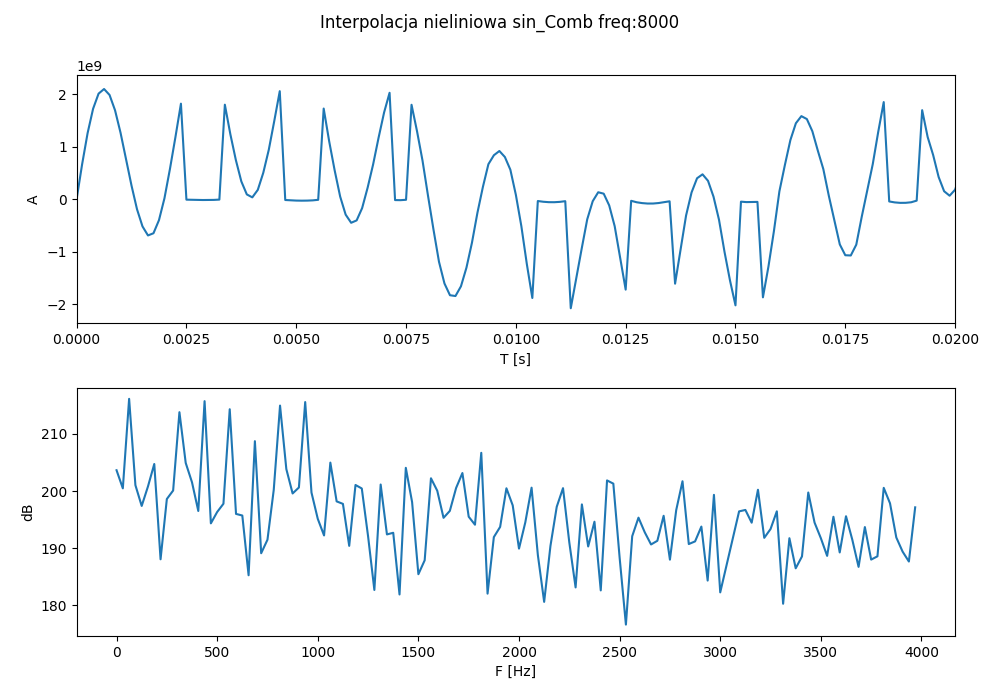 Interpolacja nieliniowa sin_Comb freq:8000
1e9
2
1
0
−1
−2
A
0.0000 0.0025 0.0050 0.0075 0.0100 0.0125 0.0150 0.0175 0.0200
T [s]
210
200
190
180
dB
0 500 1000 1500 2000 2500 3000 3500 4000
F [Hz]